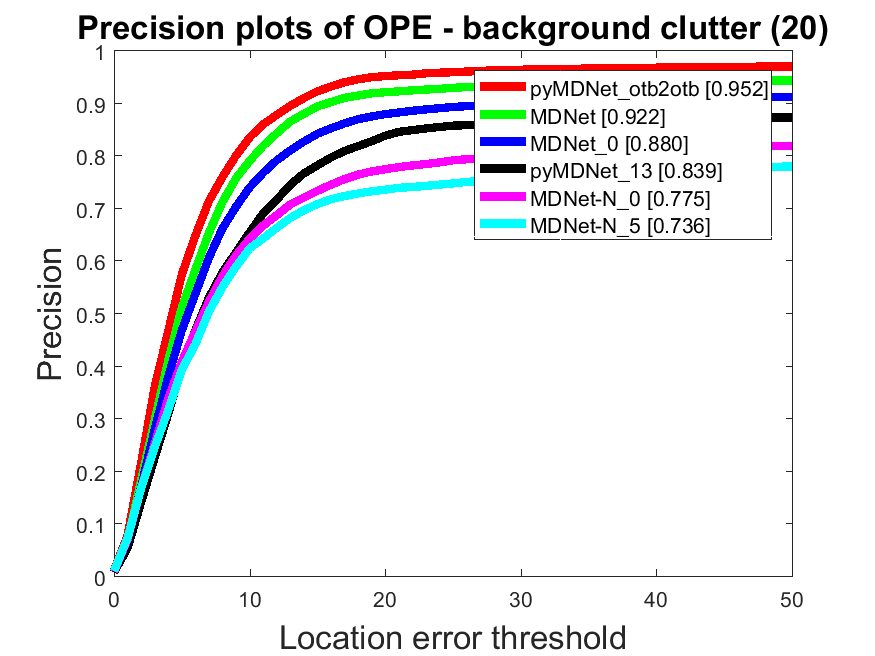 Precision plots of OPE - background clutter (20)
1
0.9
0.8
0.7
0.6
0.5
0.4
0.3
0.2
0.1
0
Precision
pyMDNet_otb2otb [0.952]
MDNet [0.922]
MDNet_0 [0.880]
pyMDNet_13 [0.839]
MDNet-N_0 [0.775]
MDNet-N_5 [0.736]
0 10 20 30 40 50
Location error threshold